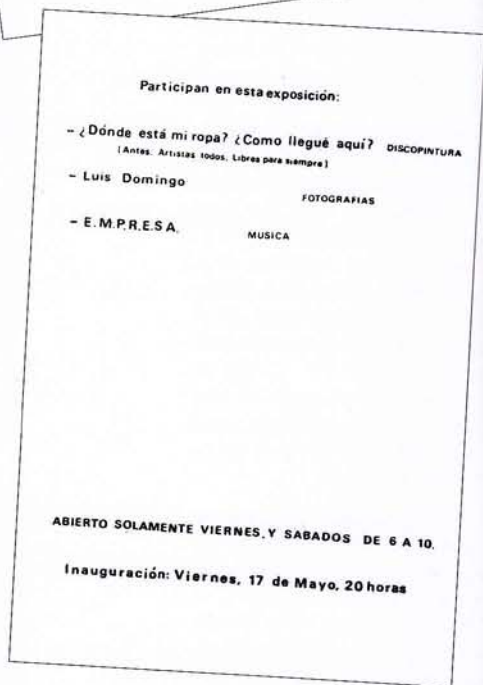 Participan en esta exposición:
- ¿Dónde está mi ropa? ¿Como llegué aquí? DISCOPINTURA
(Antes: Artistas todos, Libres para siempre)
- Luis Domingo FOTOGRAFIAS
- E.M.P.R.E.S A. MUSICA
ABIERTO SOLAMENTE VIERNES, Y SABADOS DE 6 A 10.
Inauguración: Viernes, 17 de Mayo, 20 horas